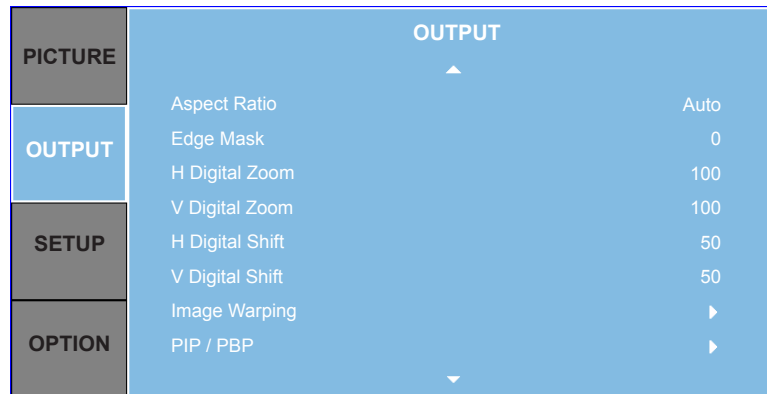 PICTURE
OUTPUT
SETUP
OPTION
OUTPUT
Aspect Ratio Auto
Edge Mask 0
H Digital Zoom 100
V Digital Zoom 100
H Digital Shift 50
V Digital Shift 50
Image Warping
PIP / PBP